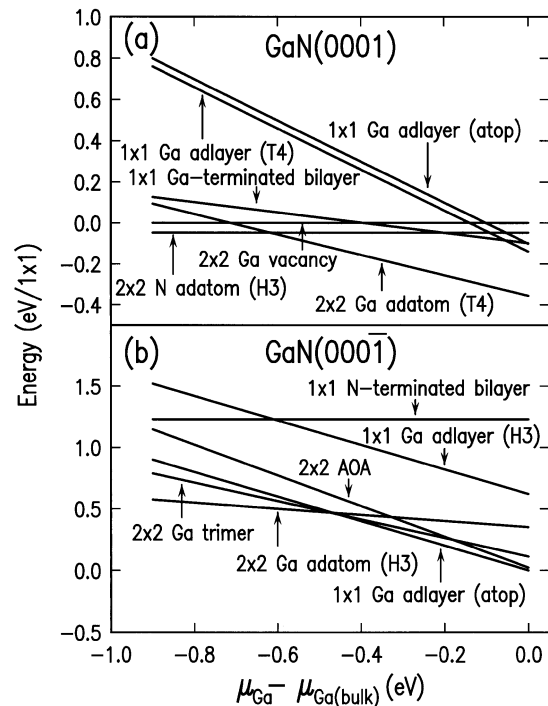 1.0
(a)
GaN(0001)
0.8
0.6
0.4
0.2
0.0
−0.2
−0.4
1x1 Ga adlayer (atop)
1x1 Ga adlayer (T4)
1x1 Ga−terminated bilayer
2x2 Ga vacancy
2x2 N adatom (H3)
2x2 Ga adatom (T4)
Energy (eV/1x1)
(b)
GaN(0001̅)
1.5
1.0
0.5
0.0
−0.5
1x1 N−terminated bilayer
1x1 Ga adlayer (H3)
2x2 AOA
2x2 Ga trimer
2x2 Ga adatom (H3)
1x1 Ga adlayer (atop)
−1.0 −0.8 −0.6 −0.4 −0.2 0.0
μGa− μGa(bulk) (eV)